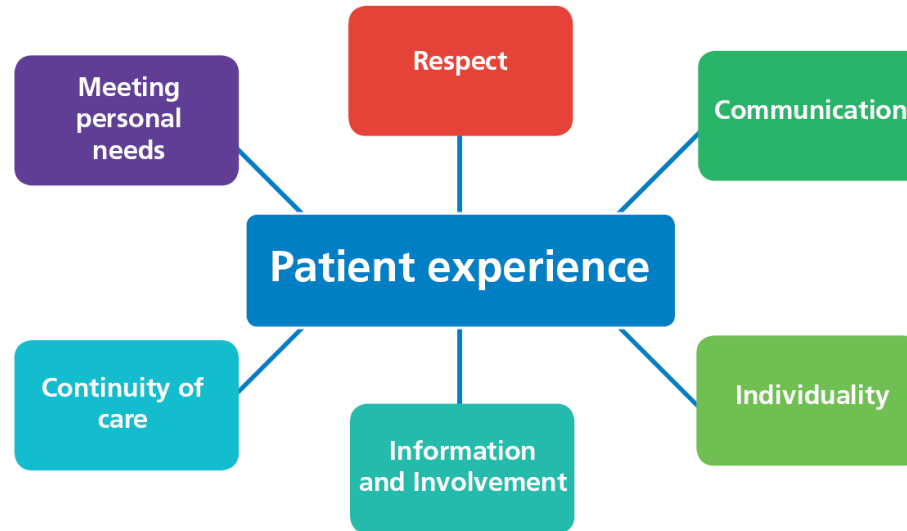 Respect
Meeting
personal
needs
Communication
Patient experience
Continuity of
care
Individuality
Information
and Involvement